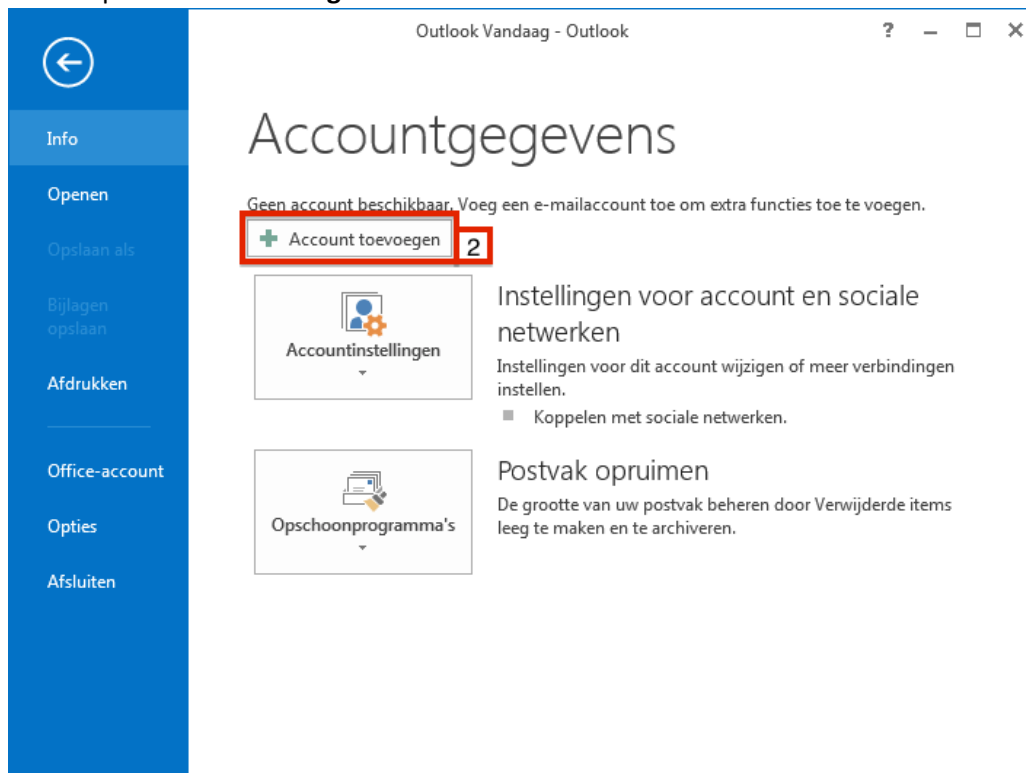 Outlook Vandaag - Outlook
?
Info
Openen
Opslaan als
Bijlagen
opslaan
Afdrukken
Office-account
Opties
Afsluiten
Accountgegevens
Geen account beschikbaar. Voeg een e-mailaccount toe om extra functies toe te voegen.
Account toevoegen
2
Accountinstellingen
Instellingen voor account en sociale
netwerken
Instellingen voor dit account wijzigen of meer verbindingen
instellen.
Koppelen met sociale netwerken.
Opschoonprogramma's
Postvak opruimen
De grootte van uw postvak beheren door Verwijderde items
leeg te maken en te archiveren.